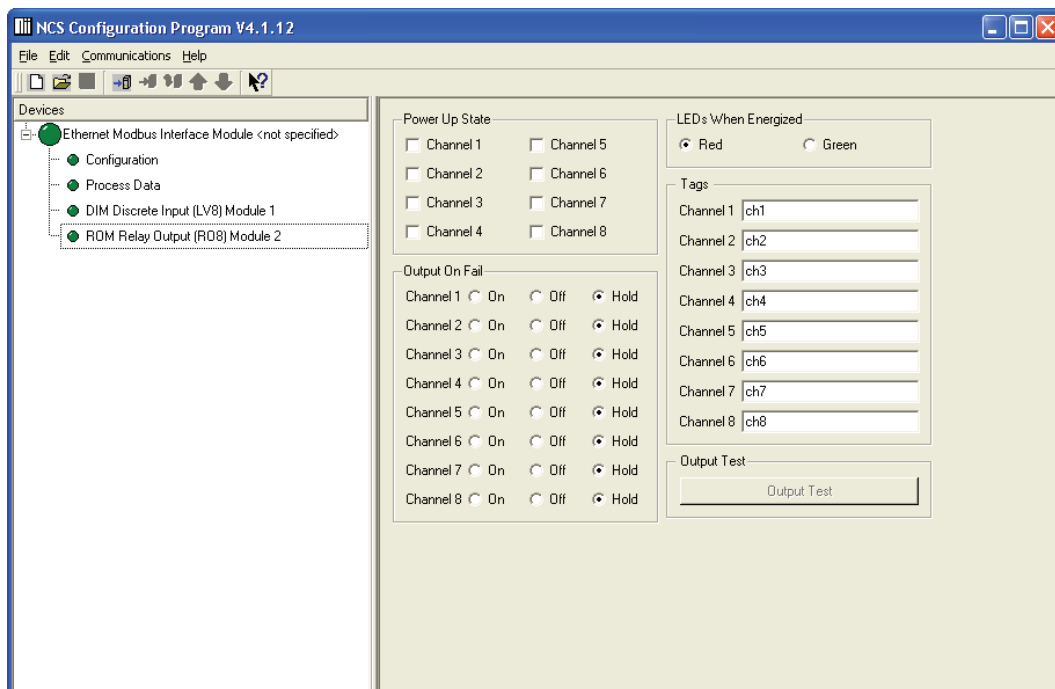 NCS Configuration Program V4.1.12
File Edit Communications Help
Devices
Ethernet Modbus Interface Module <not specified>
Configuration
Process Data
DIM Discrete Input (LV8) Module 1
ROM Relay Output (RO8) Module 2
Power Up State
Channel 1 Channel 5
Channel 2 Channel 6
Channel 3 Channel 7
Channel 4 Channel 8
Output On Fail
Channel 1 On Off Hold
Channel 2 On Off Hold
Channel 3 On Off Hold
Channel 4 On Off Hold
Channel 5 On Off Hold
Channel 6 On Off Hold
Channel 7 On Off Hold
Channel 8 On Off Hold
LEDs When Energized
Red Green
Tags
Channel 1 ch1
Channel 2 ch2
Channel 3 ch3
Channel 4 ch4
Channel 5 ch5
Channel 6 ch6
Channel 7 ch7
Channel 8 ch8
Output Test
Output Test